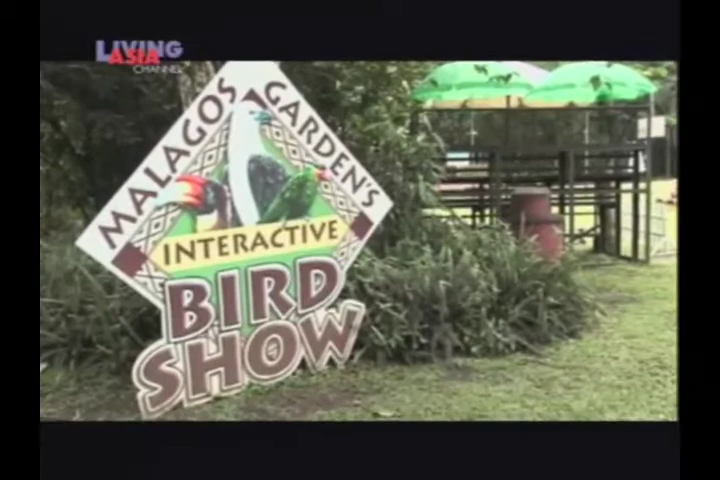 LIVING
ASIA
CHANNEL
MALAGOS GARDEN'S
INTERACTIVE
BIRD
SHOW